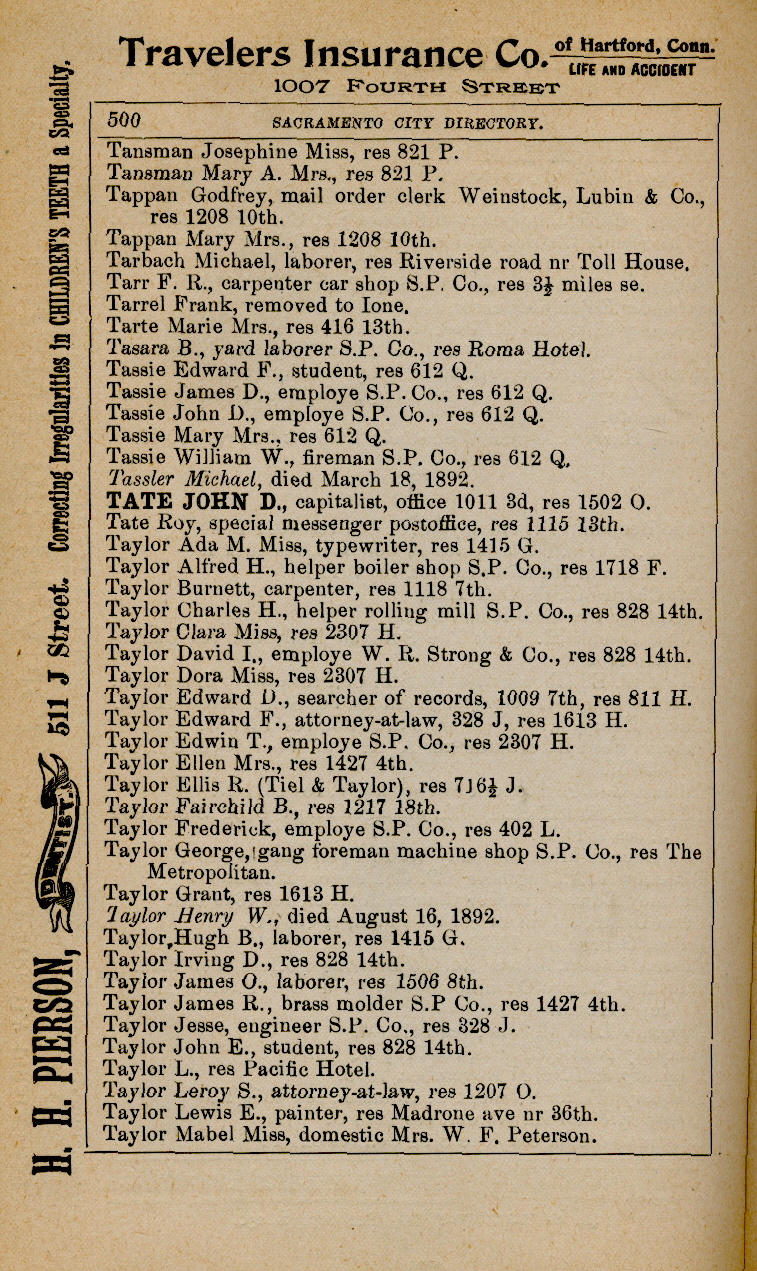 Travelers Insurance Co. of Hartford, Conn.
LIFE AND ACCIDENT
1007 FOURTH STREET
500 SACRAMENTO CITY DIRECTORY.
Tansman Josephine Miss, res 821 P.
Tansman Mary A. Mrs., res 821 P.
Tappan Godfrey, mail order clerk Weinstock, Lubin & Co.,
res 1208 10th.
Tappan Mary Mrs., res 1208 10th.
Tarbach Michael, laborer, res Riverside road nr Toll House.
Tarr F. R., carpenter car shop S.P. Co., res 3½ miles se.
Tarrel Frank, removed to Ione.
Tarte Marie Mrs., res 416 13th.
Tasara B., yard laborer S.P. Co., res Roma Hotel.
Tassie Edward F., student, res 612 Q.
Tassie James D., employe S.P. Co., res 612 Q.
Tassie John D., employe S.P. Co., res 612 Q.
Tassie Mary Mrs., res 612 Q.
Tassie William W., fireman S.P. Co., res 612 Q.
Tassler Michael, died March 18, 1892.
TATE JOHN D., capitalist, office 1011 3d, res 1502 O.
Tate Roy, special messenger postoffice, res 1115 13th.
Taylor Ada M. Miss, typewriter, res 1415 G.
Taylor Alfred H., helper boiler shop S.P. Co., res 1718 F.
Taylor Burnett, carpenter, res 1118 7th.
Taylor Charles H., helper rolling mill S.P. Co., res 828 14th.
Taylor Clara Miss, res 2307 H.
Taylor David I., employe W. R. Strong & Co., res 828 14th.
Taylor Dora Miss, res 2307 H.
Taylor Edward D., searcher of records, 1009 7th, res 811 H.
Taylor Edward F., attorney-at-law, 328 J, res 1613 H.
Taylor Edwin T., employe S.P. Co., res 2307 H.
Taylor Ellen Mrs., res 1427 4th.
Taylor Ellis R. (Tiel & Taylor), res 716½ J.
Taylor Fairchild B., res 1217 18th.
Taylor Frederick, employe S.P. Co., res 402 L.
Taylor George, gang foreman machine shop S.P. Co., res The
Metropolitan.
Taylor Grant, res 1613 H.
Taylor Henry W., died August 16, 1892.
Taylor, Hugh B., laborer, res 1415 G.
Taylor Irving D., res 828 14th.
Taylor James O., laborer, res 1506 8th.
Taylor James R., brass molder S.P Co., res 1427 4th.
Taylor Jesse, engineer S.P. Co., res 328 J.
Taylor John E., student, res 828 14th.
Taylor L., res Pacific Hotel.
Taylor Leroy S., attorney-at-law, res 1207 O.
Taylor Lewis E., painter, res Madrone ave nr 36th.
Taylor Mabel Miss, domestic Mrs. W. F. Peterson.
H. H. PIERSON, DENTIST. 511 J Street. Correcting Irregularities in CHILDREN'S TEETH a Specialty.